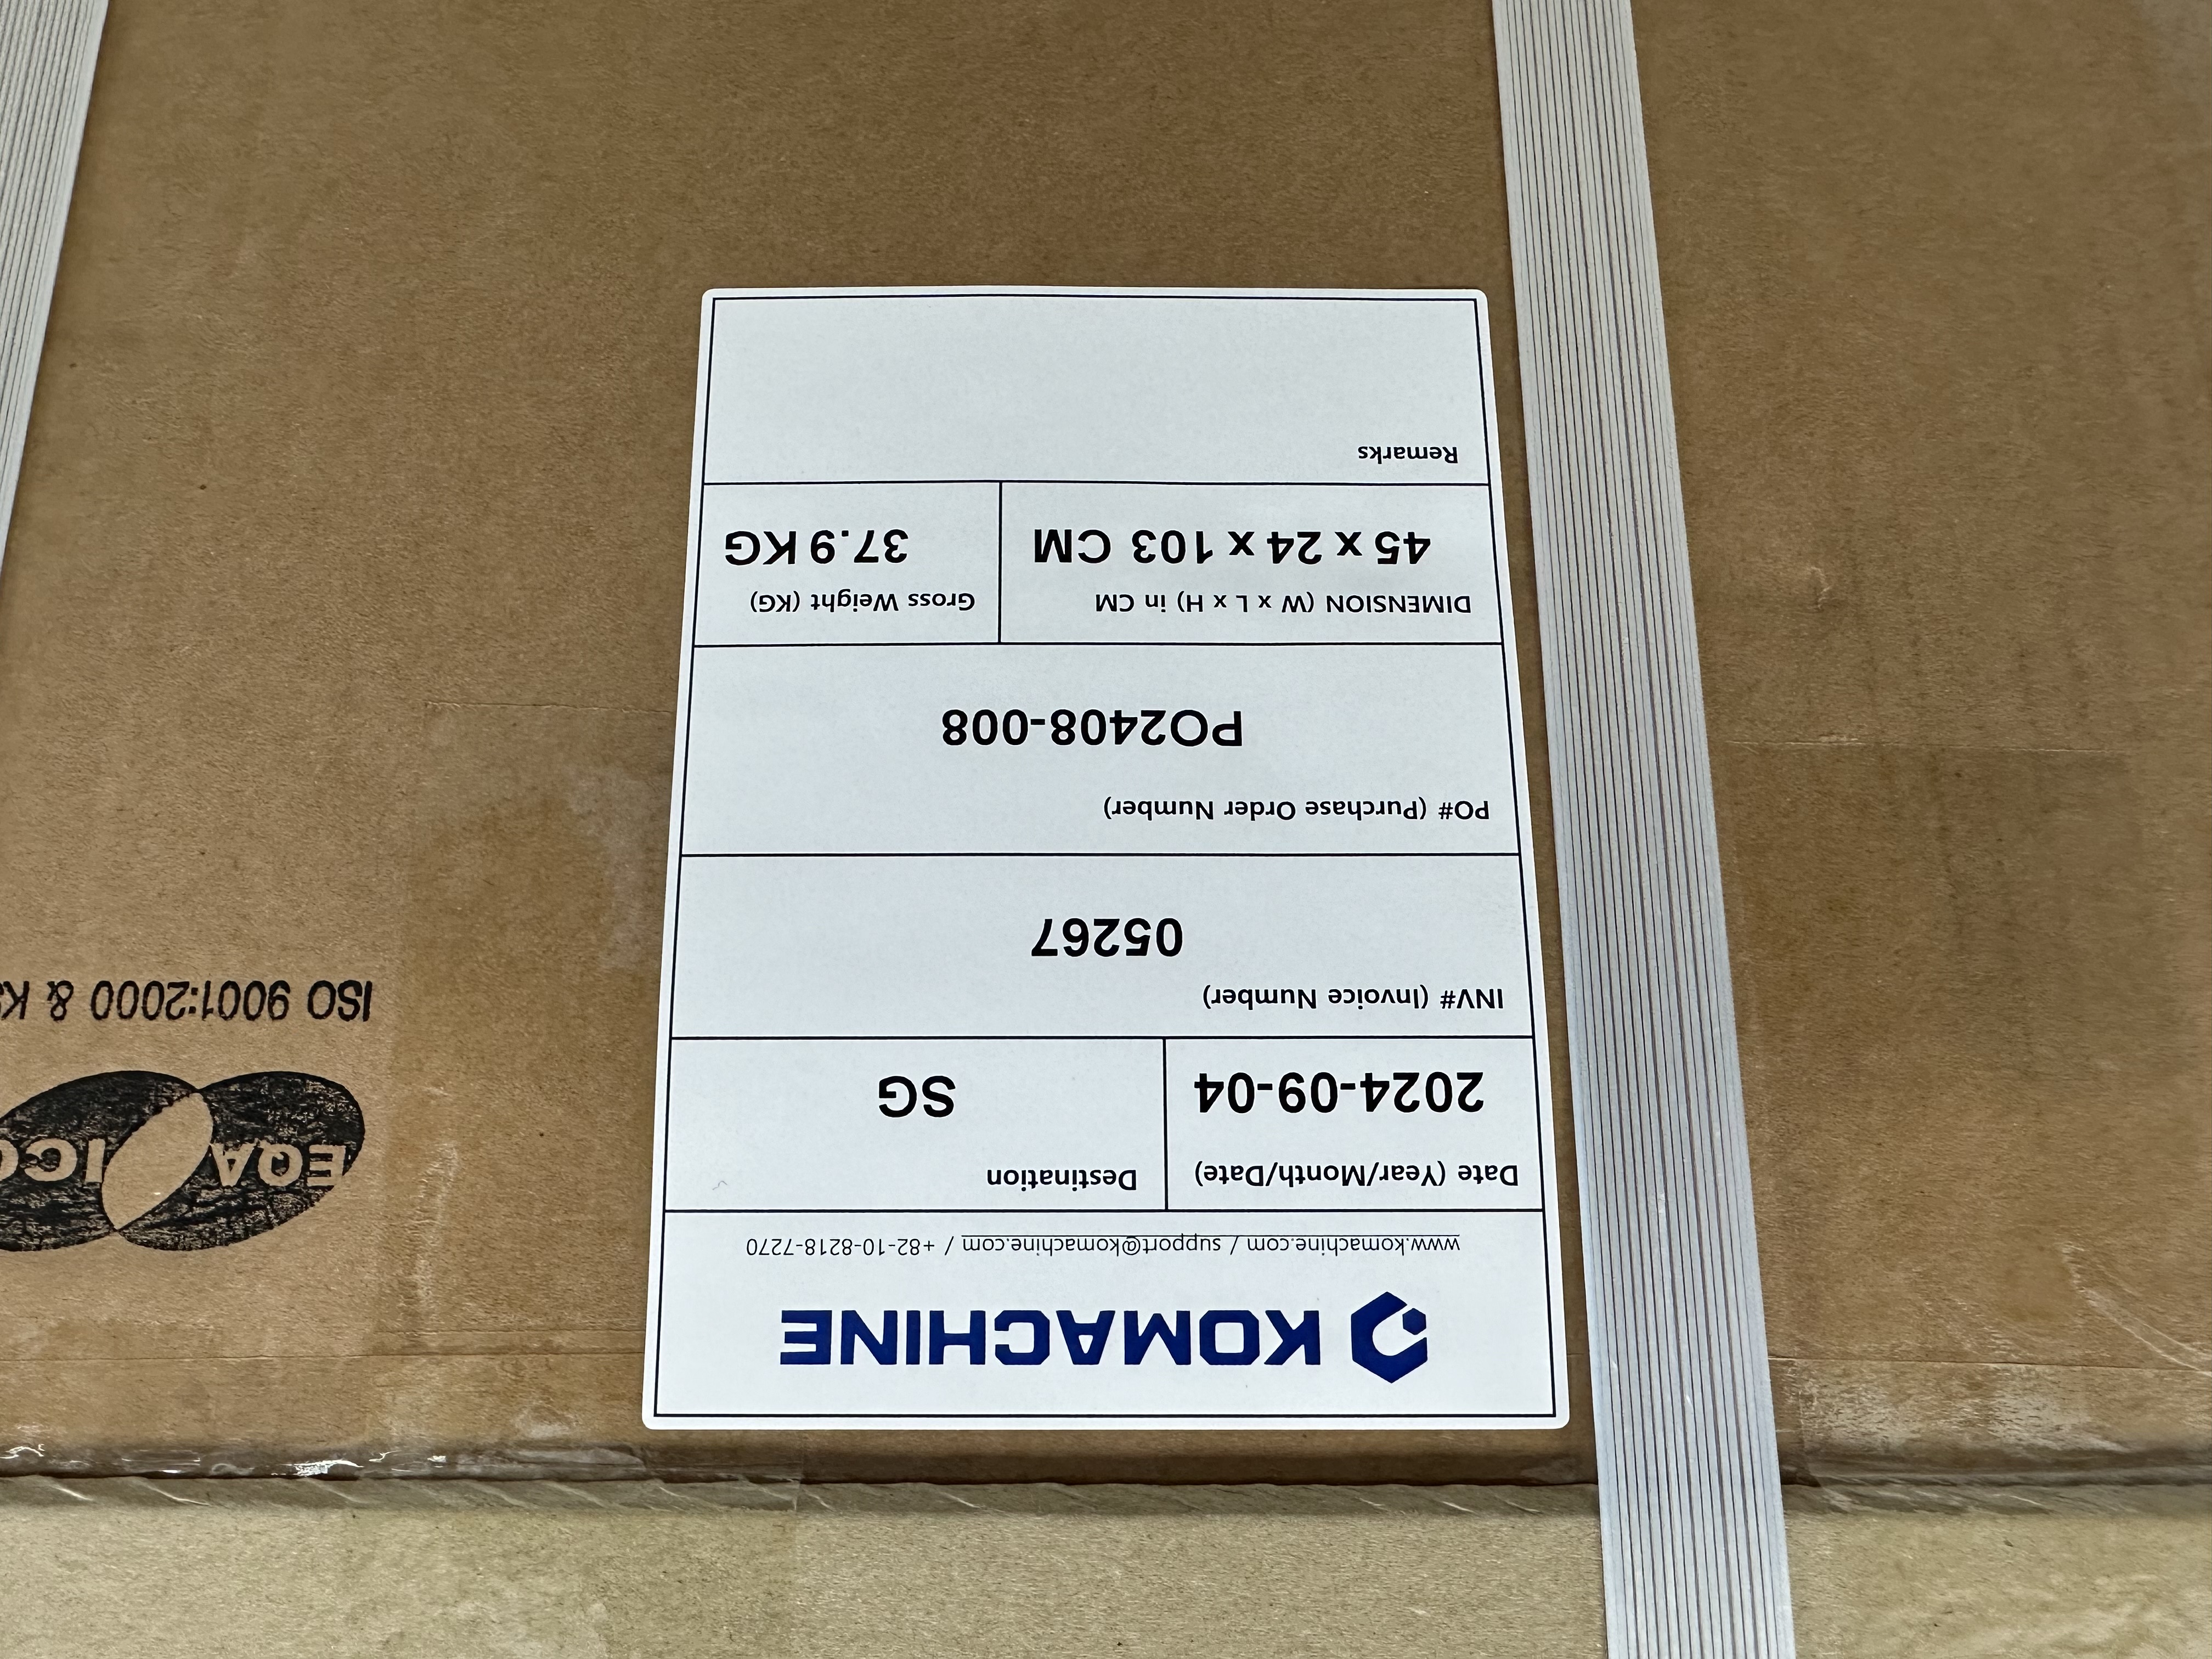 KOMACHINE
www.komachine.com / support@komachine.com / +82-10-8218-7270
Date (Year/Month/Date)
2024-09-04
Destination
SG
INV# (Invoice Number)
05267
PO# (Purchase Order Number)
PO2408-008
DIMENSION (W x L x H) in CM
45 x 24 x 103 CM
Gross Weight (KG)
37.9 KG
Remarks
EQA
ISO 9001:2000 &